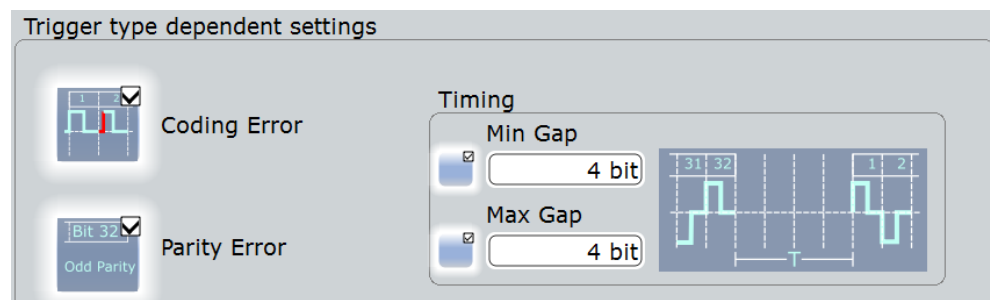 Trigger type dependent settings
1 2
Coding Error
Bit 32
Odd Parity
Parity Error
Timing
Min Gap
4 bit
Max Gap
4 bit
31 32 1 2
T